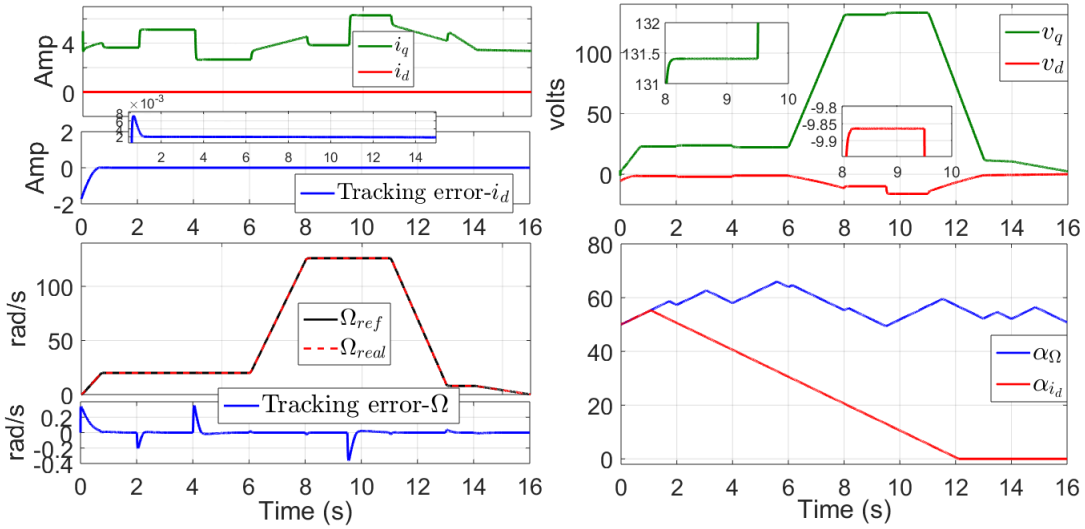 Amp
4
0
i_q
i_d
× 10^-3
8
6
4
2
2 4 6 8 10 12 14
Amp
2
0
-2
Tracking error-i_d
0 2 4 6 8 10 12 14 16
rad/s
100
50
0
Ω_ref
Ω_real
Tracking error-Ω
rad/s
0.2
0
-0.2
-0.4
0 2 4 6 8 10 12 14 16
Time (s)
volts
100
50
0
132
131.5
131
8 9 10
v_q
v_d
-9.8
-9.85
-9.9
8 9 10
0 2 4 6 8 10 12 14 16
80
60
40
20
0
α_Ω
α_{i_d}
0 2 4 6 8 10 12 14 16
Time (s)